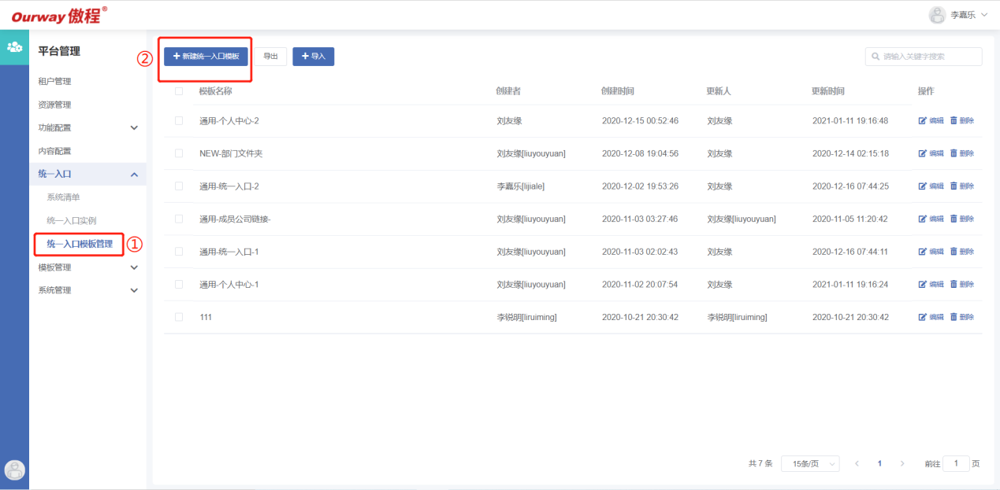 Ourway 傲程®
李嘉乐
平台管理
租户管理
资源管理
功能配置
内容配置
统一入口
系统清单
统一入口实例
统一入口模板管理 ①
模板管理
系统管理
② 新建统一入口模板 导出 导入 请输入关键字搜索
模板名称 创建者 创建时间 更新人 更新时间 操作
通用-个人中心-2 刘友缘 2020-12-15 00:52:46 刘友缘 2021-01-11 19:16:48 编辑 删除
NEW-部门文件夹 刘友缘[liuyouyuan] 2020-12-08 19:04:56 刘友缘 2020-12-14 02:15:18 编辑 删除
通用-统一入口-2 李嘉乐[lijiale] 2020-12-02 19:53:26 刘友缘 2020-12-16 07:44:25 编辑 删除
通用-成员公司链接- 刘友缘[liuyouyuan] 2020-11-03 03:27:46 刘友缘[liuyouyuan] 2020-11-05 11:20:42 编辑 删除
通用-统一入口-1 刘友缘[liuyouyuan] 2020-11-03 02:02:43 刘友缘 2020-12-16 07:44:11 编辑 删除
通用-个人中心-1 刘友缘[liuyouyuan] 2020-11-02 20:07:54 刘友缘 2021-01-11 19:16:24 编辑 删除
111 李锐明[liruiming] 2020-10-21 20:30:42 李锐明[liruiming] 2020-10-21 20:30:42 编辑 删除
共 7 条 15条/页 < 1 > 前往 1 页